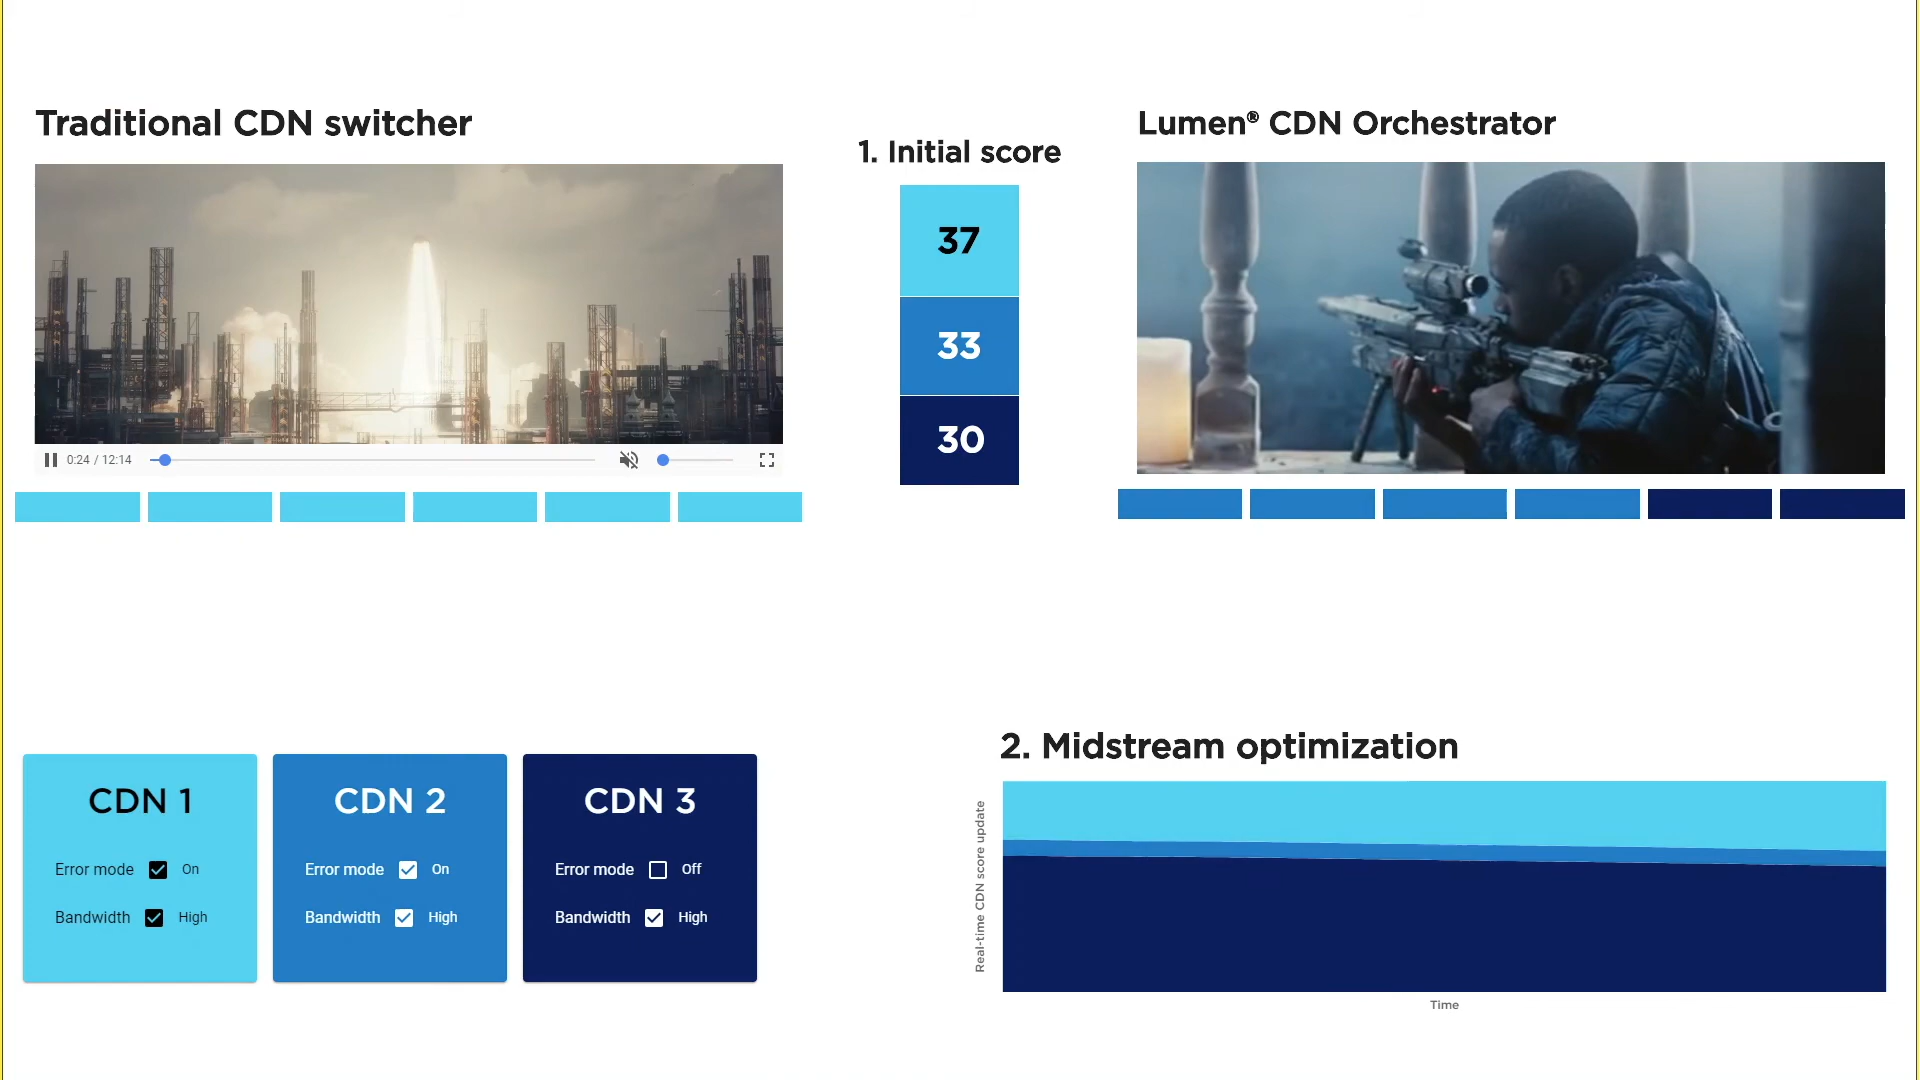 Traditional CDN switcher
0:24 / 12:14
1. Initial score
37
33
30
Lumen® CDN Orchestrator
CDN 1
Error mode On
Bandwidth High
CDN 2
Error mode On
Bandwidth High
CDN 3
Error mode Off
Bandwidth High
2. Midstream optimization
Real-time CDN score update
Time